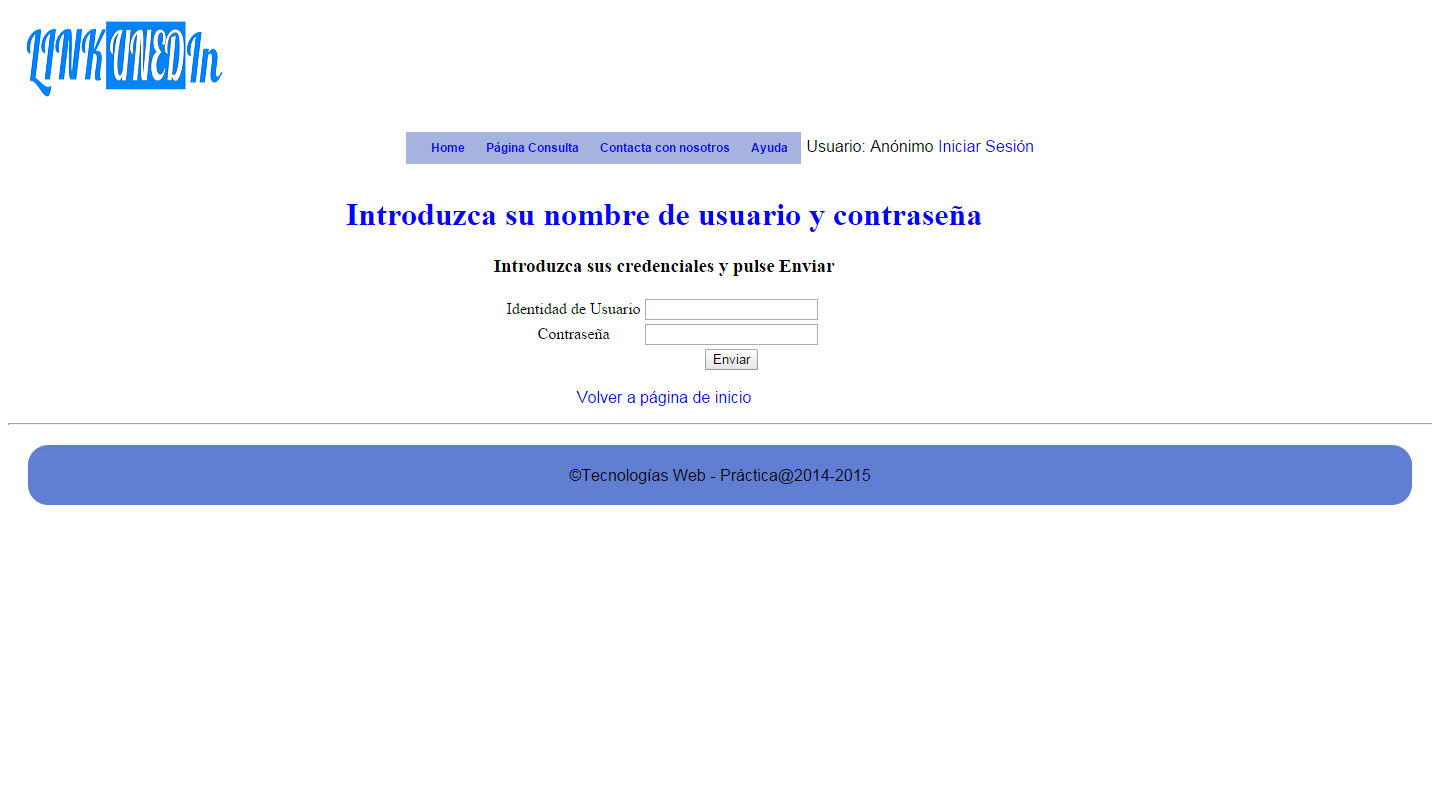 LINKUNEDIn
Home Página Consulta Contacta con nosotros Ayuda Usuario: Anónimo Iniciar Sesión
Introduzca su nombre de usuario y contraseña
Introduzca sus credenciales y pulse Enviar
Identidad de Usuario
Contraseña
Enviar
Volver a página de inicio
©Tecnologías Web - Práctica@2014-2015